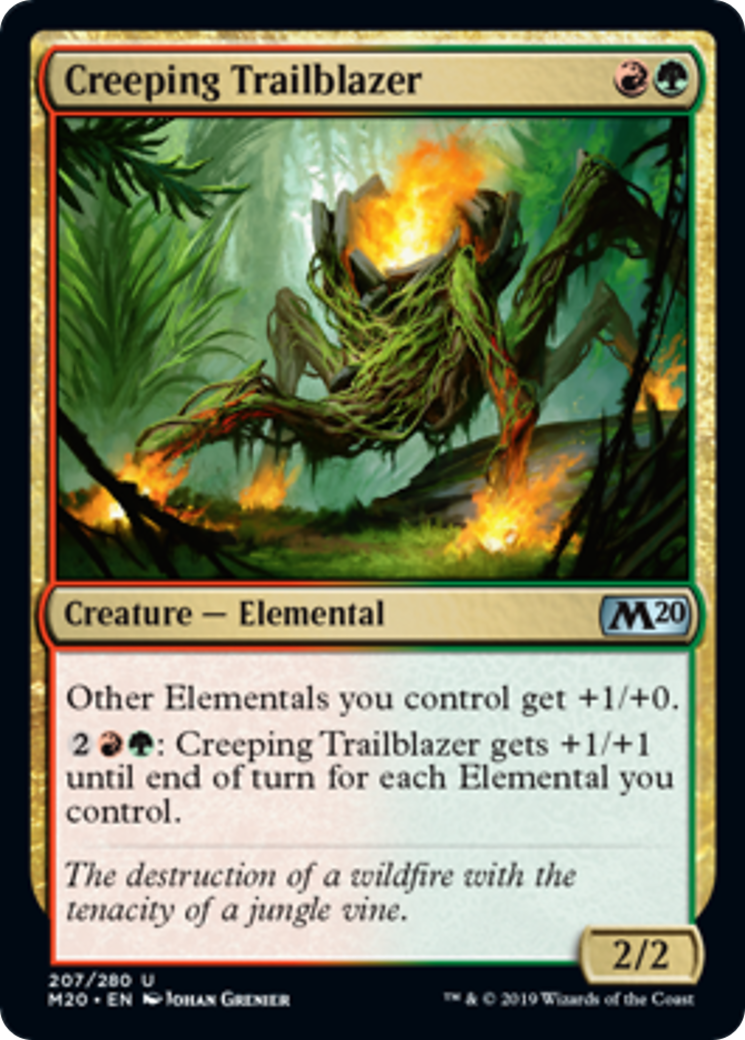 Creeping Trailblazer
Creature — Elemental
M20
Other Elementals you control get +1/+0.
2: Creeping Trailblazer gets +1/+1
until end of turn for each Elemental you
control.
The destruction of a wildfire with the
tenacity of a jungle vine.
2/2
207/280 U
M20 • EN Johan Grenier
™ & © 2019 Wizards of the Coast